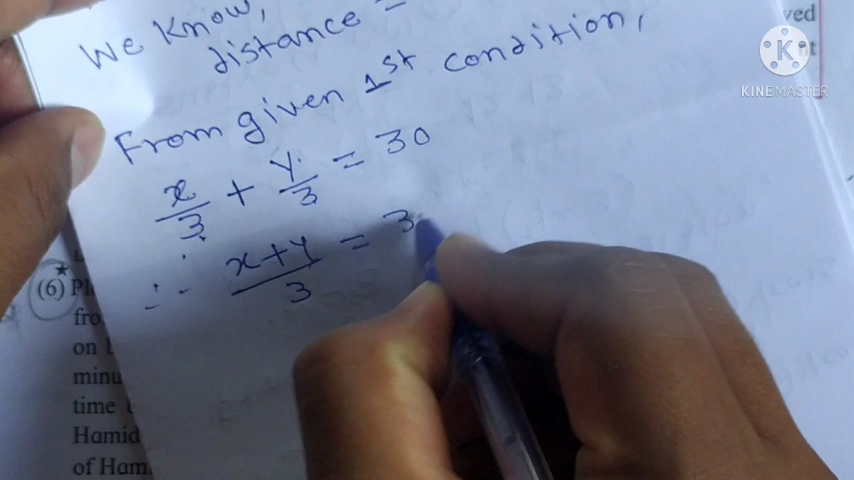 We know,
distance =
From given 1st condition,
x/3 + y/3 = 30
∴ x+y/3 = 3
ved
nt
KINEMASTER
(6)
fro
on
minu
time
Hamid
of Ham